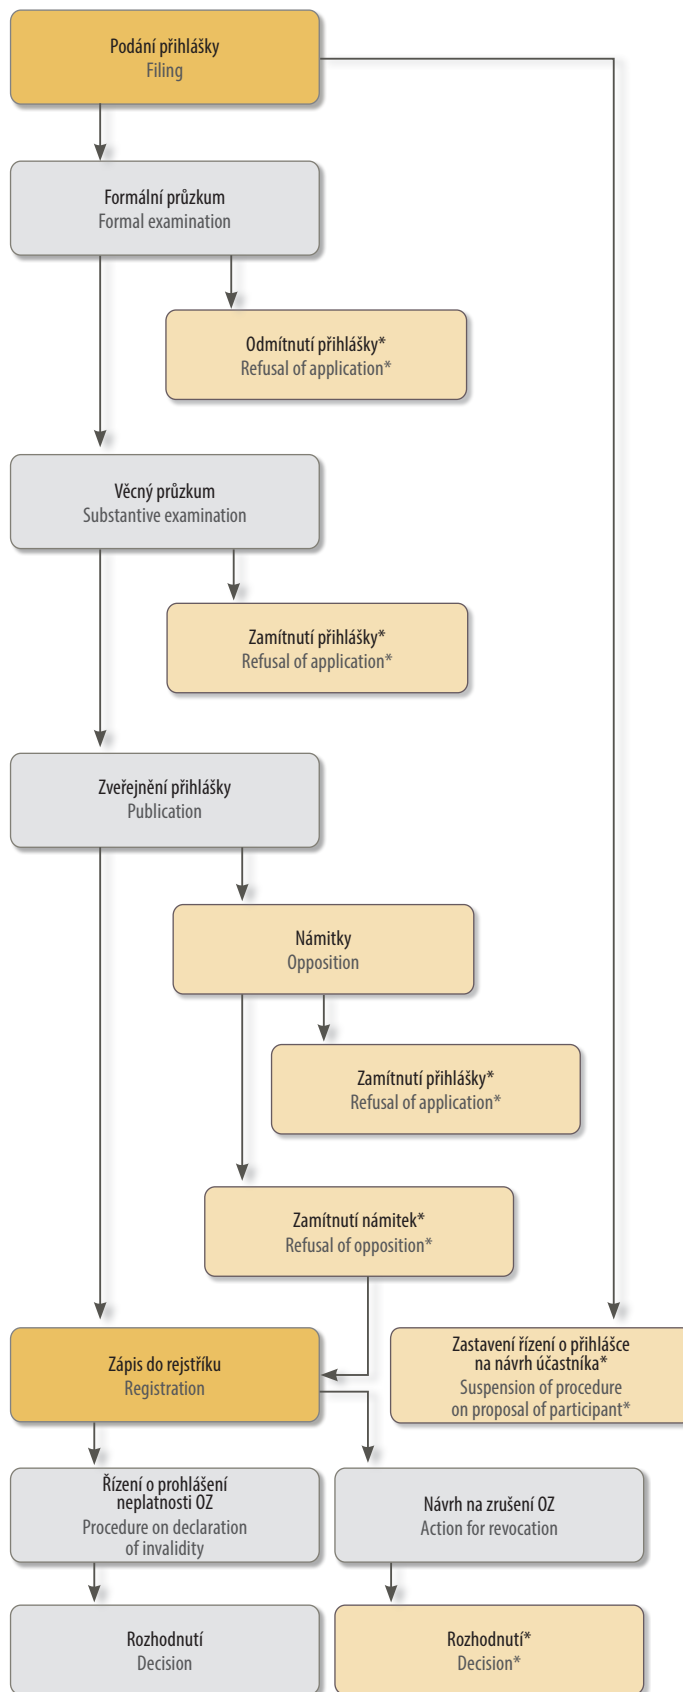 Podání přihlášky
Filing
Formální průzkum
Formal examination
Odmítnutí přihlášky*
Refusal of application*
Věcný průzkum
Substantive examination
Zamítnutí přihlášky*
Refusal of application*
Zveřejnění přihlášky
Publication
Námitky
Opposition
Zamítnutí přihlášky*
Refusal of application*
Zamítnutí námitek*
Refusal of opposition*
Zápis do rejstříku
Registration
Zastavení řízení o přihlášce
na návrh účastníka*
Suspension of procedure
on proposal of participant*
Řízení o prohlášení
neplatnosti OZ
Procedure on declaration
of invalidity
Návrh na zrušení OZ
Action for revocation
Rozhodnutí
Decision
Rozhodnutí*
Decision*